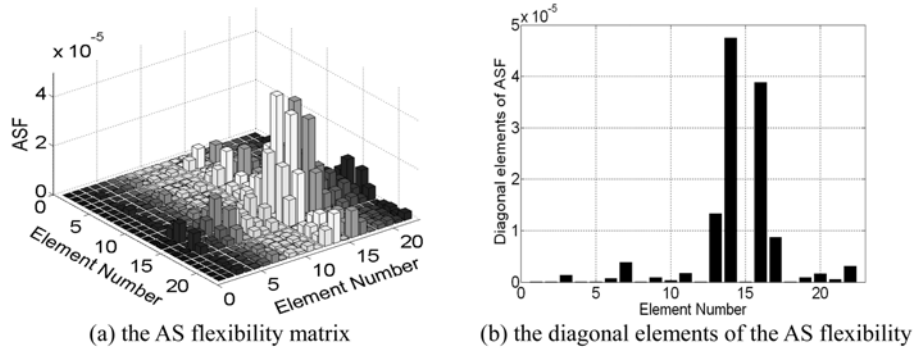 x 10⁻⁵
4
2
0
ASF
0
5
10
15
20
Element Number
0
5
10
15
20
Element Number
(a) the AS flexibility matrix
5 x 10⁻⁵
4
3
2
1
0
Diagonal elements of ASF
0 5 10 15 20
Element Number
(b) the diagonal elements of the AS flexibility